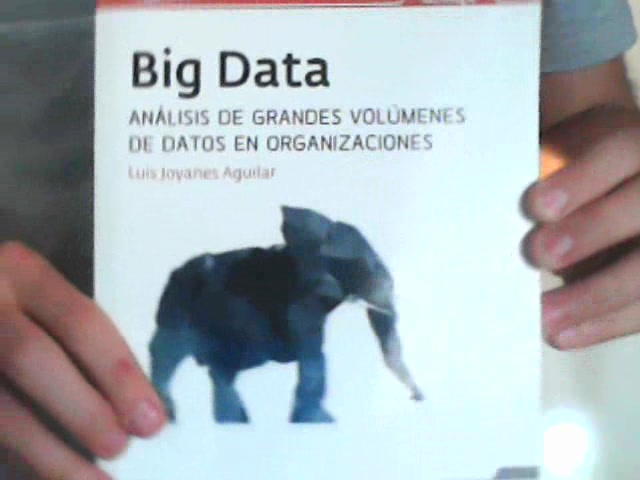 Big Data
ANÁLISIS DE GRANDES VOLÚMENES
DE DATOS EN ORGANIZACIONES
Luis Joyanes Aguilar